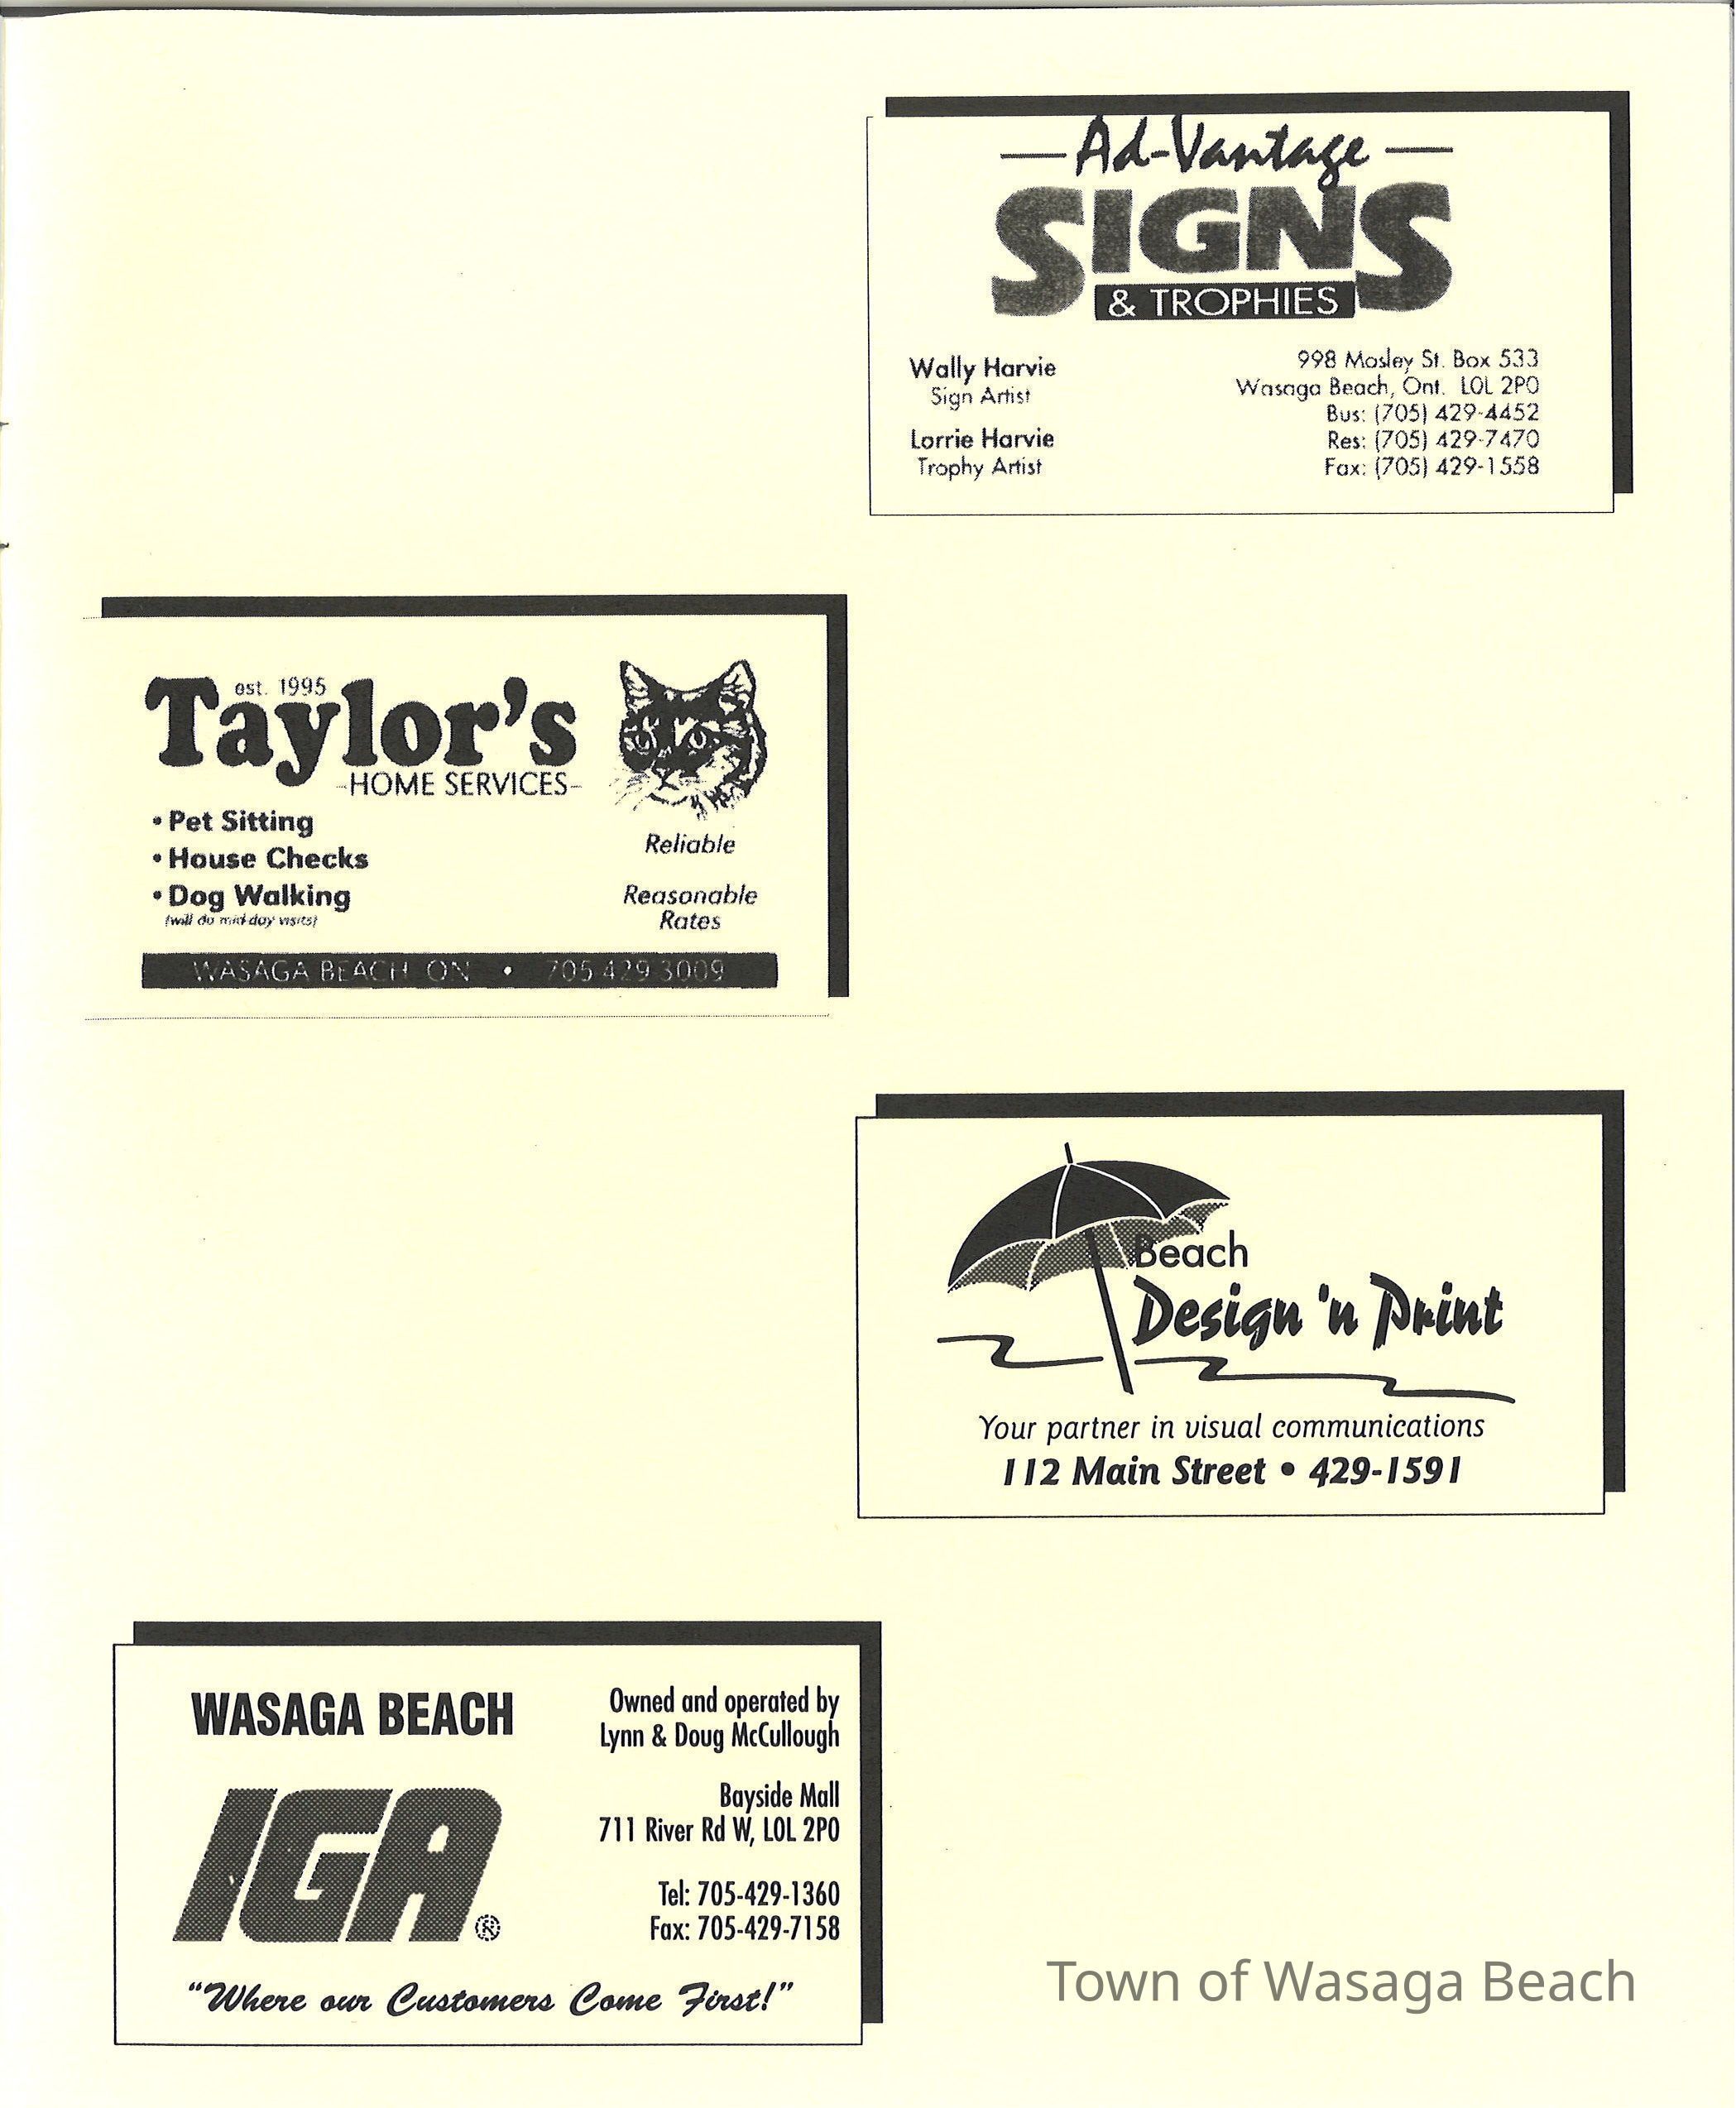 Ad-Vantage
SIGNS
& TROPHIES
Wally Harvie
Sign Artist
Lorrie Harvie
Trophy Artist
998 Mosley St. Box 533
Wasaga Beach, Ont. L0L 2P0
Bus: (705) 429-4452
Res: (705) 429-7470
Fax: (705) 429-1558
est. 1995
Taylor's
-HOME SERVICES-
• Pet Sitting
• House Checks
• Dog Walking
(will do mid-day visits)
Reliable
Reasonable
Rates
WASAGA BEACH ON • 705 429 3009
Beach
Design 'n Print
Your partner in visual communications
112 Main Street • 429-1591
WASAGA BEACH
IGA®
Owned and operated by
Lynn & Doug McCullough
Bayside Mall
711 River Rd W, L0L 2P0
Tel: 705-429-1360
Fax: 705-429-7158
"Where our Customers Come First!"
Town of Wasaga Beach